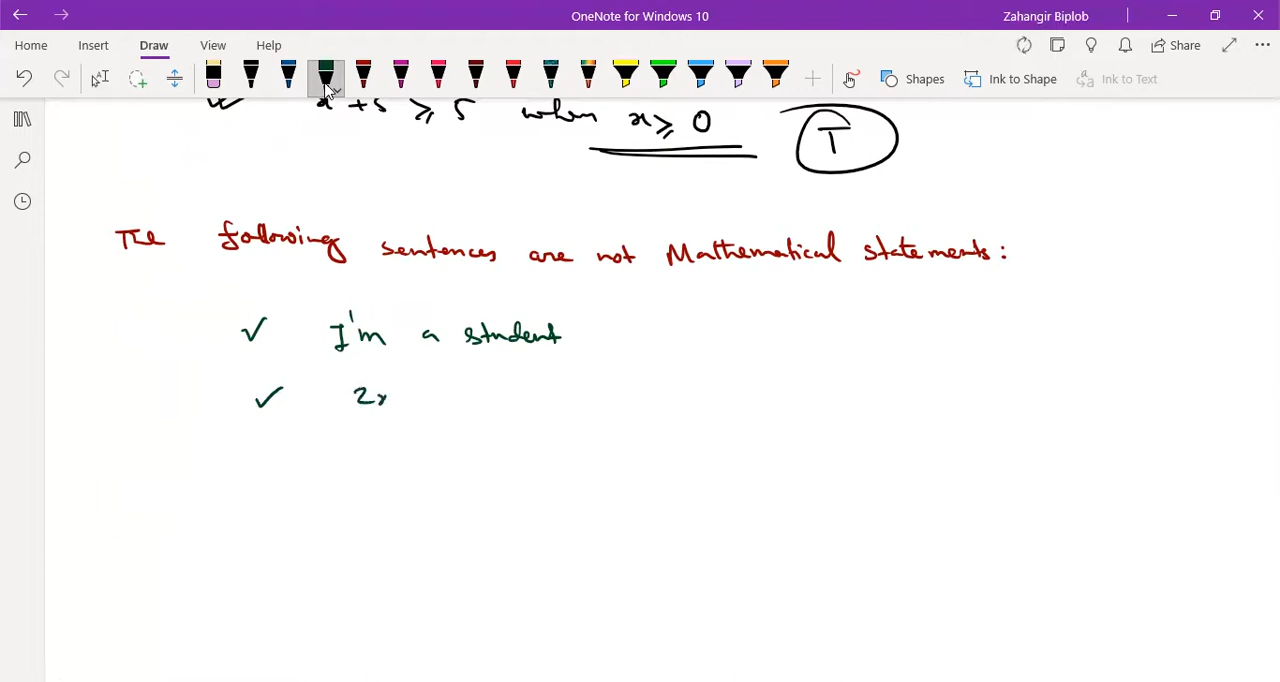 OneNote for Windows 10
Zahangir Biplob
Home Insert Draw View Help
Share
Shapes Ink to Shape Ink to Text
x+5 ⩾ 5 when x ⩾ 0 T
The following sentences are not Mathematical statements:
✓ I'm a student
✓ 2x